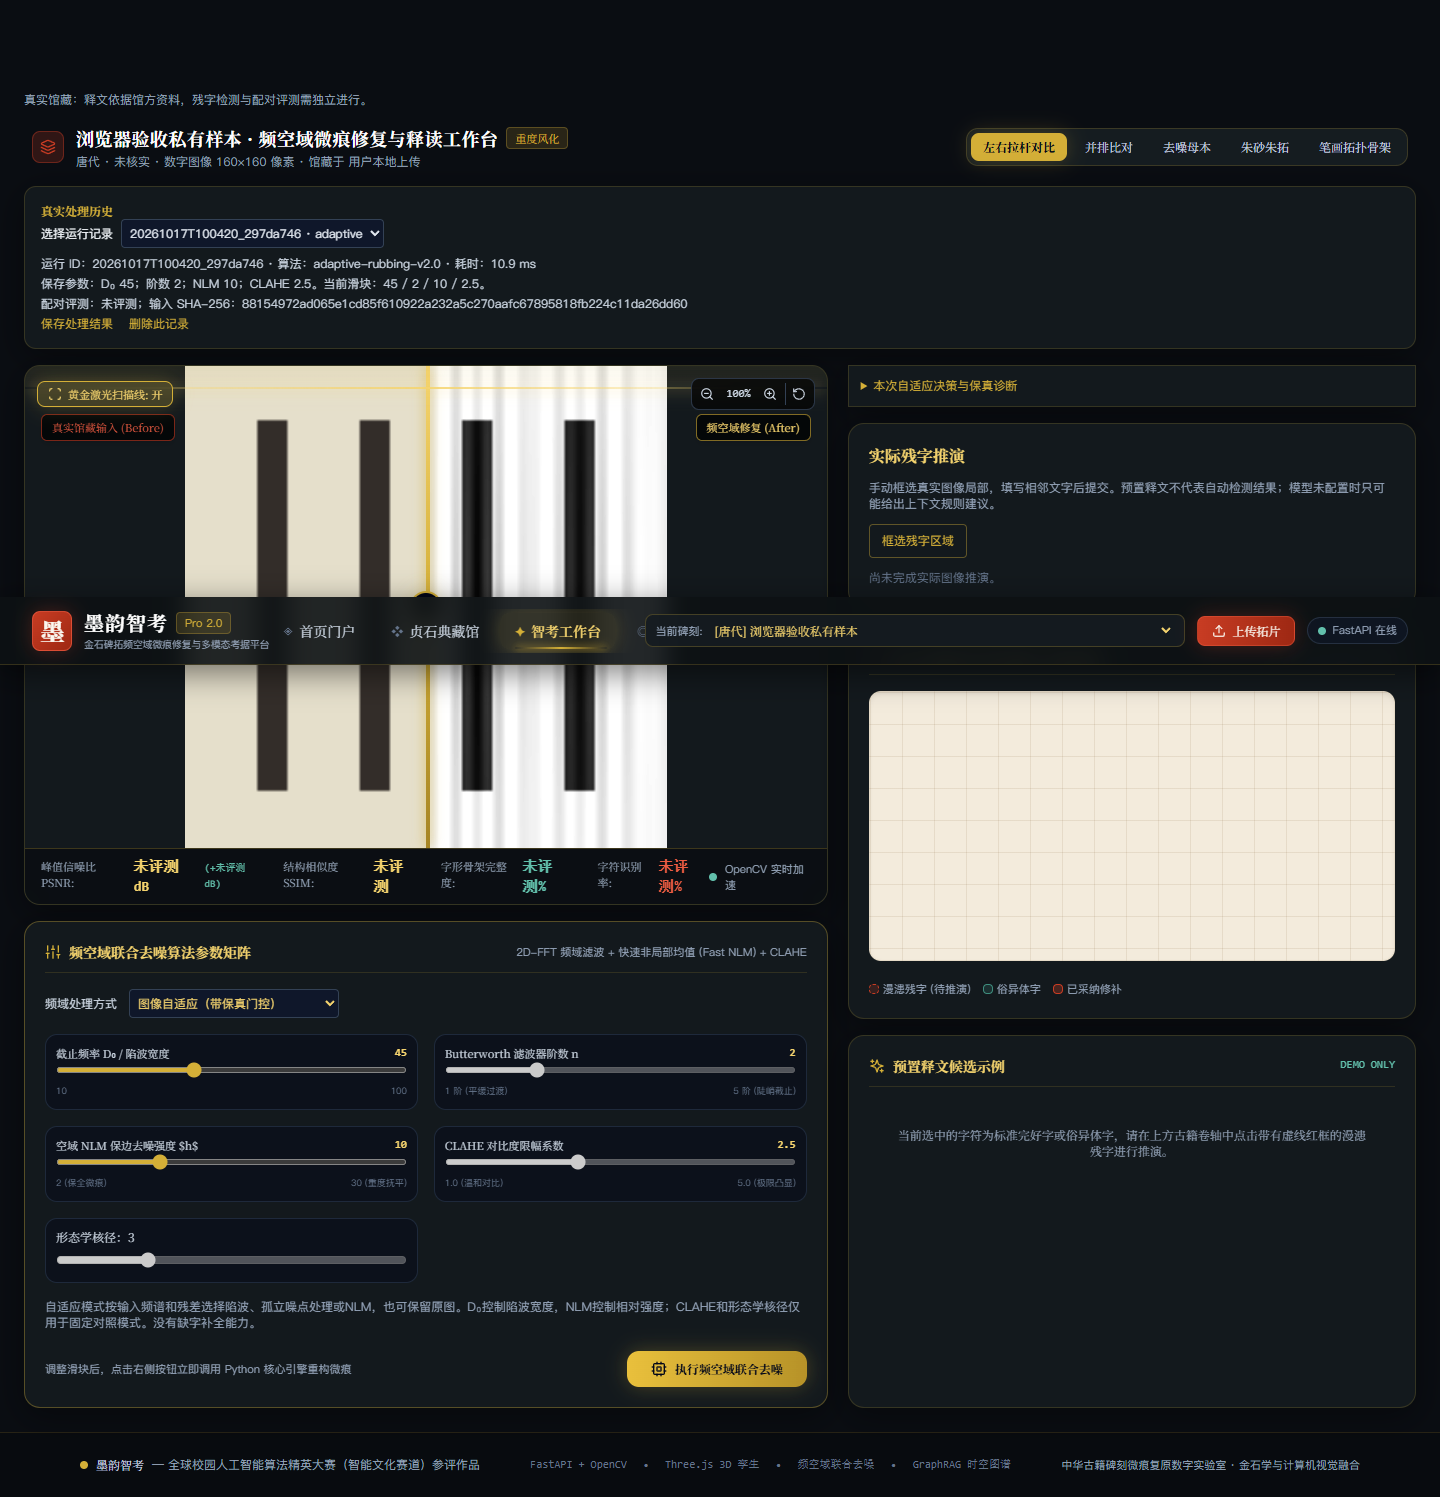 真实馆藏：释文依据馆方资料，残字检测与配对评测需独立进行。
浏览器验收私有样本 · 频空域微痕修复与释读工作台
重度风化
唐代 · 未核实 · 数字图像 160×160 像素 · 馆藏于 用户本地上传
左右拉杆对比
并排比对
去噪母本
朱砂朱拓
笔画拓扑骨架
真实处理历史
选择运行记录
20261017T100420_297da746 · adaptive
运行 ID：20261017T100420_297da746 · 算法：adaptive-rubbing-v2.0 · 耗时：10.9 ms
保存参数：D₀ 45；阶数 2；NLM 10；CLAHE 2.5。当前滑块：45 / 2 / 10 / 2.5。
配对评测：未评测；输入 SHA-256：88154972ad065e1cd85f610922a232a5c270aafc67895818fb224c11da26dd60
保存处理结果
删除此记录
黄金激光扫描线: 开
100%
真实馆藏输入 (Before)
频空域修复 (After)
本次自适应决策与保真诊断
实际残字推演
手动框选真实图像局部，填写相邻文字后提交。预置释文不代表自动检测结果；模型未配置时只可
能给出上下文规则建议。
框选残字区域
尚未完成实际图像推演。
墨
墨韵智考
Pro 2.0
金石碑拓频空域微痕修复与多模态考据平台
首页门户
贞石典藏馆
智考工作台
当前碑刻:
[唐代] 浏览器验收私有样本
上传拓片
FastAPI 在线
峰值信噪比
PSNR:
未评测
dB
(+未评测
dB)
结构相似度
SSIM:
未评
测
字形骨架完整
度:
未评
测%
字符识别
率:
未评
测%
OpenCV 实时加
速
频空域联合去噪算法参数矩阵
2D-FFT 频域滤波 + 快速非局部均值 (Fast NLM) + CLAHE
频域处理方式
图像自适应（带保真门控）
截止频率 D₀ / 陷波宽度
45
10
100
Butterworth 滤波器阶数 n
2
1 阶 (平缓过渡)
5 阶 (陡峭截止)
空域 NLM 保边去噪强度 $h$
10
2 (保全微痕)
30 (重度抚平)
CLAHE 对比度限幅系数
2.5
1.0 (温和对比)
5.0 (极限凸显)
形态学核径：3
自适应模式按输入频谱和残差选择陷波、孤立噪点处理或NLM，也可保留原图。D₀控制陷波宽度，NLM控制相对强度；CLAHE和形态学核径仅
用于固定对照模式。没有缺字补全能力。
调整滑块后，点击右侧按钮立即调用 Python 核心引擎重构微痕
执行频空域联合去噪
漫漶残字 (待推演)
俗异体字
已采纳修补
预置释文候选示例
DEMO ONLY
当前选中的字符为标准完好字或俗异体字，请在上方古籍卷轴中点击带有虚线红框的漫漶
残字进行推演。
墨韵智考 — 全球校园人工智能算法精英大赛（智能文化赛道）参评作品
FastAPI + OpenCV • Three.js 3D 孪生 • 频空域联合去噪 • GraphRAG 时空图谱
中华古籍碑刻微痕复原数字实验室 · 金石学与计算机视觉融合